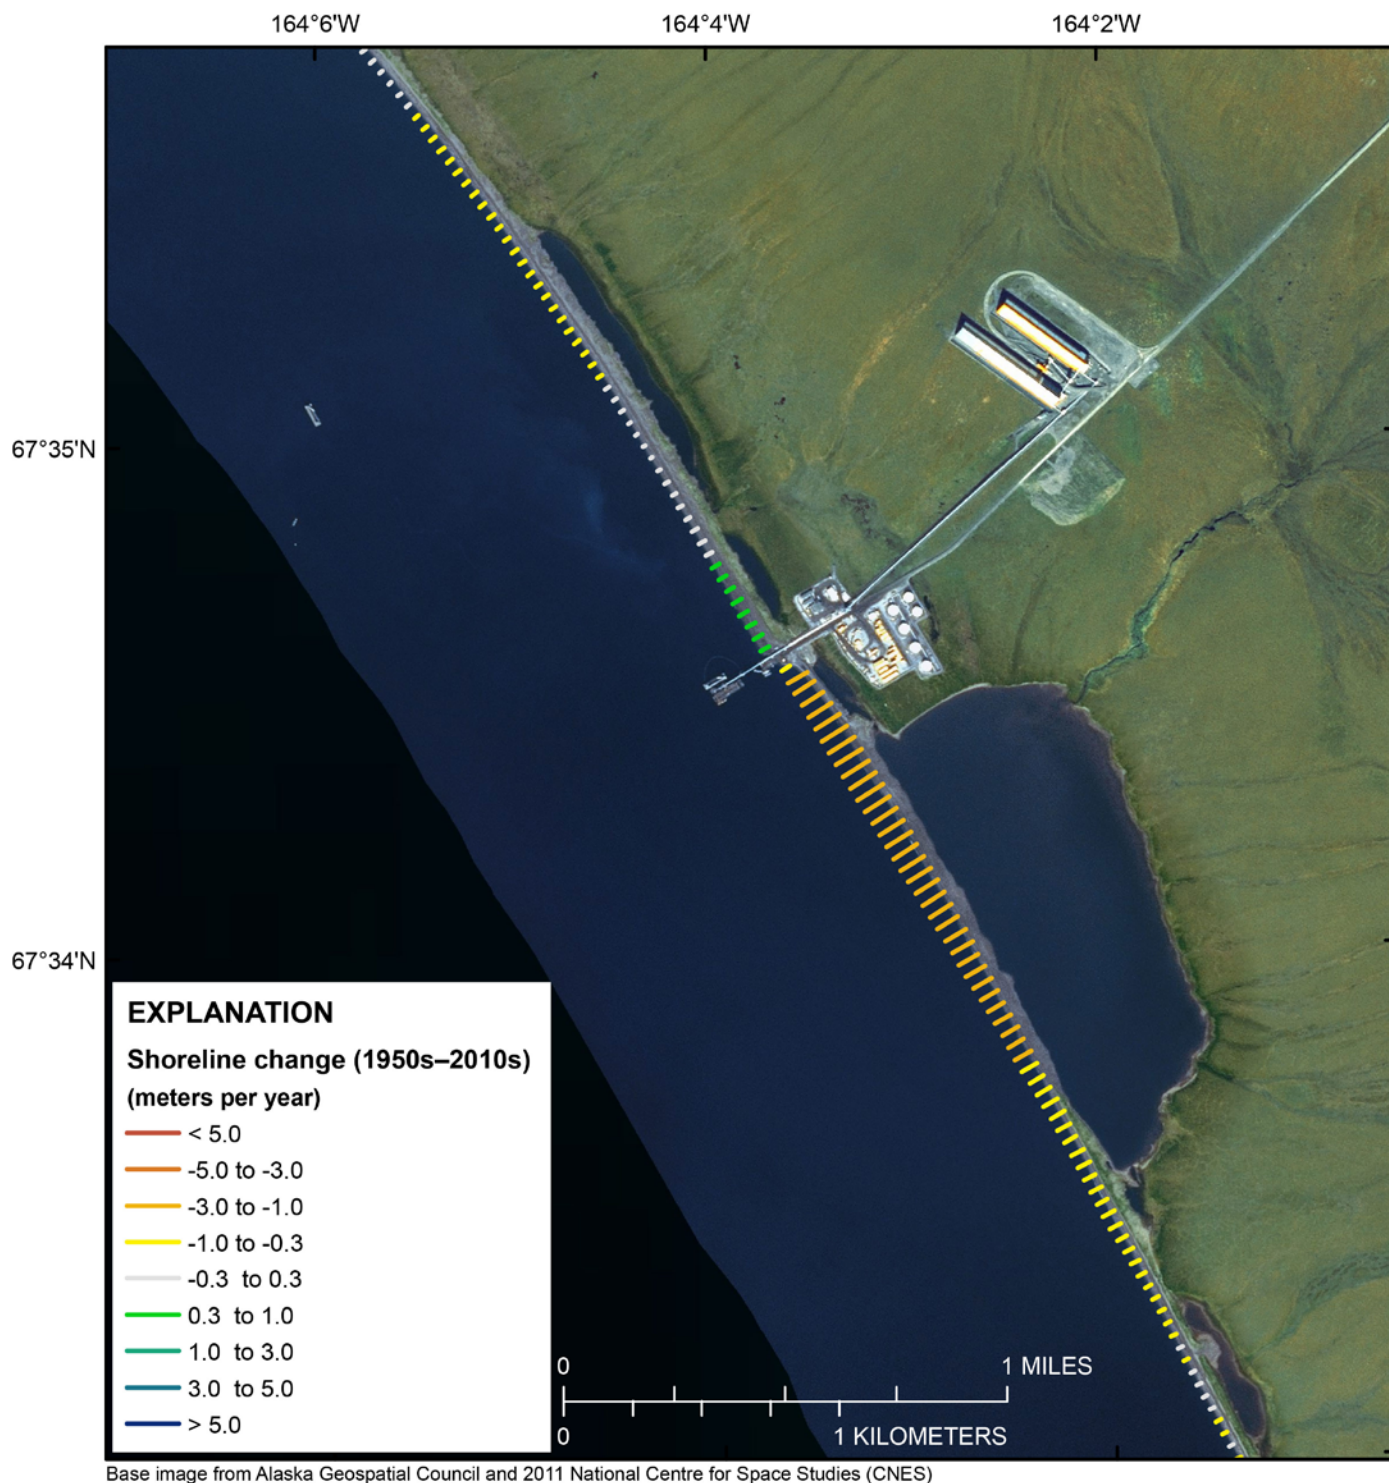 164°6'W 164°4'W 164°2'W
67°35'N
67°34'N
EXPLANATION
Shoreline change (1950s–2010s)
(meters per year)
< 5.0
-5.0 to -3.0
-3.0 to -1.0
-1.0 to -0.3
-0.3 to 0.3
0.3 to 1.0
1.0 to 3.0
3.0 to 5.0
> 5.0
0 1 MILES
0 1 KILOMETERS
Base image from Alaska Geospatial Council and 2011 National Centre for Space Studies (CNES)